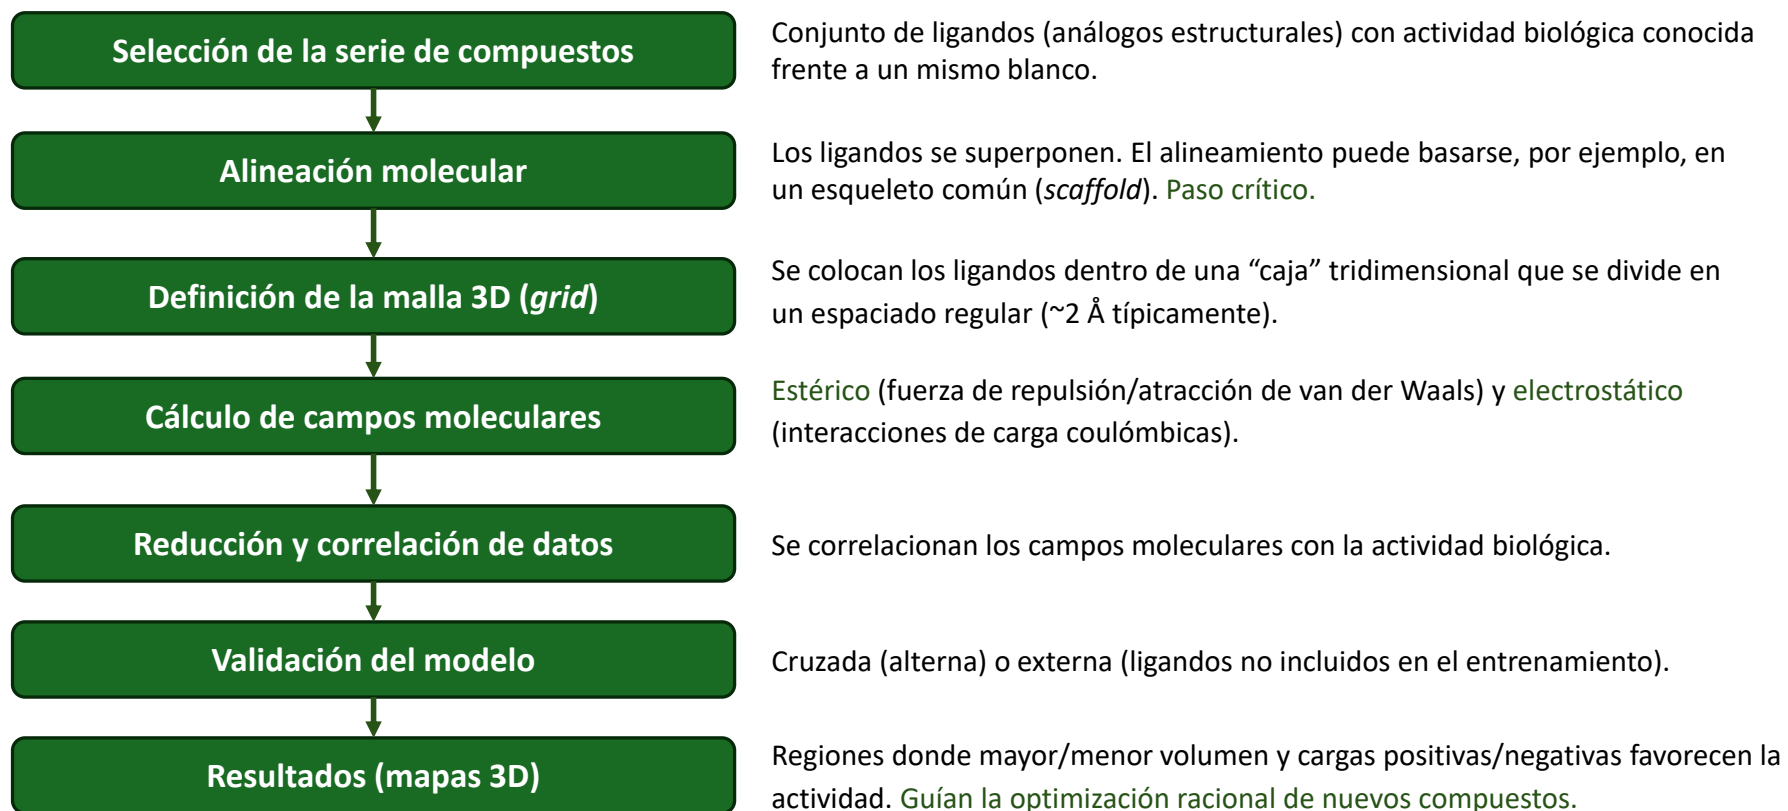 Selección de la serie de compuestos
Conjunto de ligandos (análogos estructurales) con actividad biológica conocida
frente a un mismo blanco.
Alineación molecular
Los ligandos se superponen. El alineamiento puede basarse, por ejemplo, en
un esqueleto común (scaffold). Paso crítico.
Definición de la malla 3D (grid)
Se colocan los ligandos dentro de una “caja” tridimensional que se divide en
un espaciado regular (~2 Å típicamente).
Cálculo de campos moleculares
Estérico (fuerza de repulsión/atracción de van der Waals) y electrostático
(interacciones de carga coulómbicas).
Reducción y correlación de datos
Se correlacionan los campos moleculares con la actividad biológica.
Validación del modelo
Cruzada (alterna) o externa (ligandos no incluidos en el entrenamiento).
Resultados (mapas 3D)
Regiones donde mayor/menor volumen y cargas positivas/negativas favorecen la
actividad. Guían la optimización racional de nuevos compuestos.